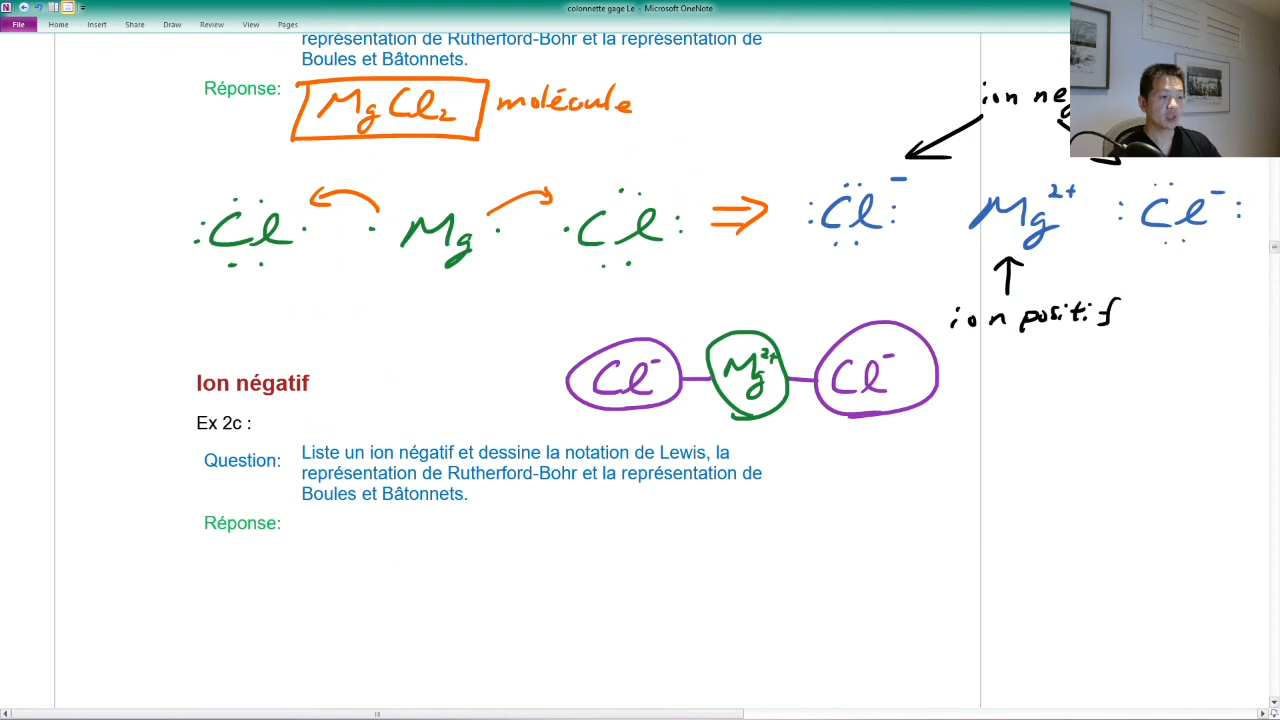 colonnette gage Le - Microsoft OneNote
File Home Insert Share Draw Review View Pages
représentation de Rutherford-Bohr et la représentation de
Boules et Bâtonnets.
Réponse: MgCl2 molécule
ion neg
Cl Mg Cl ⇒ Cl⁻ Mg²⁺ Cl⁻
ion positif
Cl⁻ Mg²⁺ Cl⁻
Ion négatif
Ex 2c :
Question: Liste un ion négatif et dessine la notation de Lewis, la
représentation de Rutherford-Bohr et la représentation de
Boules et Bâtonnets.
Réponse: